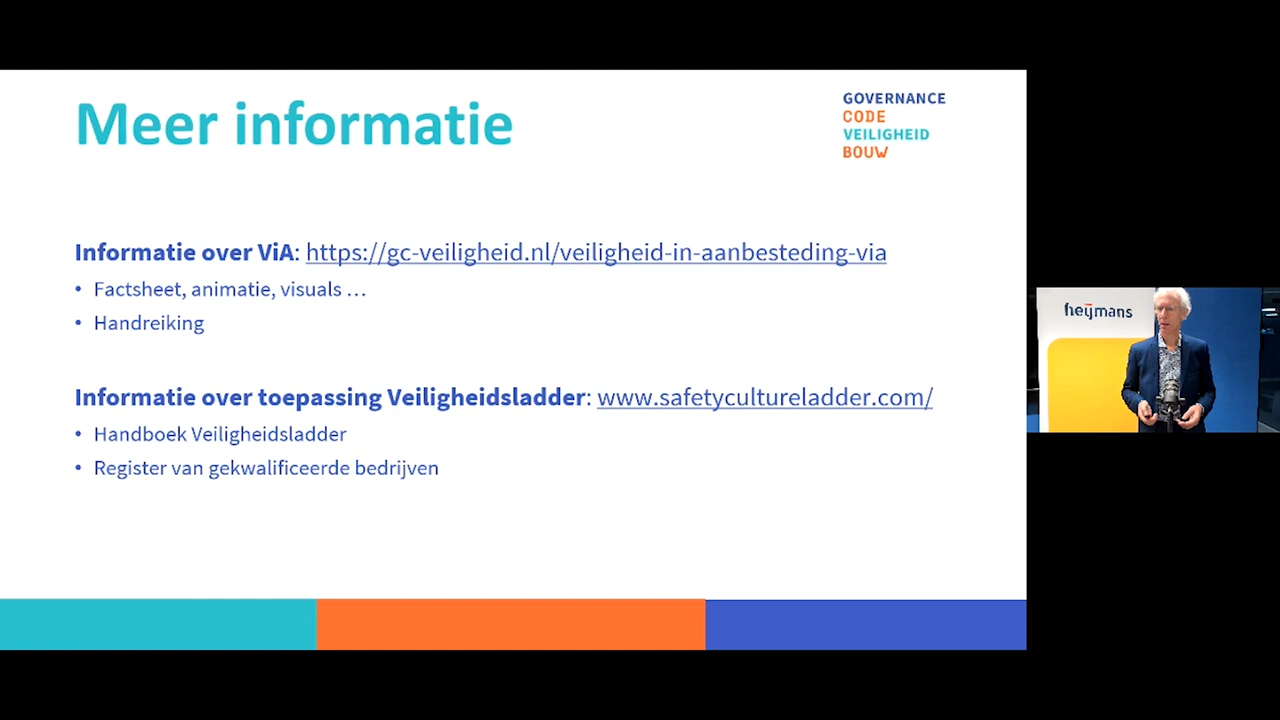 Meer informatie
GOVERNANCE
CODE
VEILIGHEID
BOUW
Informatie over ViA: https://gc-veiligheid.nl/veiligheid-in-aanbesteding-via
• Factsheet, animatie, visuals …
• Handreiking
Informatie over toepassing Veiligheidsladder: www.safetycultureladder.com/
• Handboek Veiligheidsladder
• Register van gekwalificeerde bedrijven
heijmans